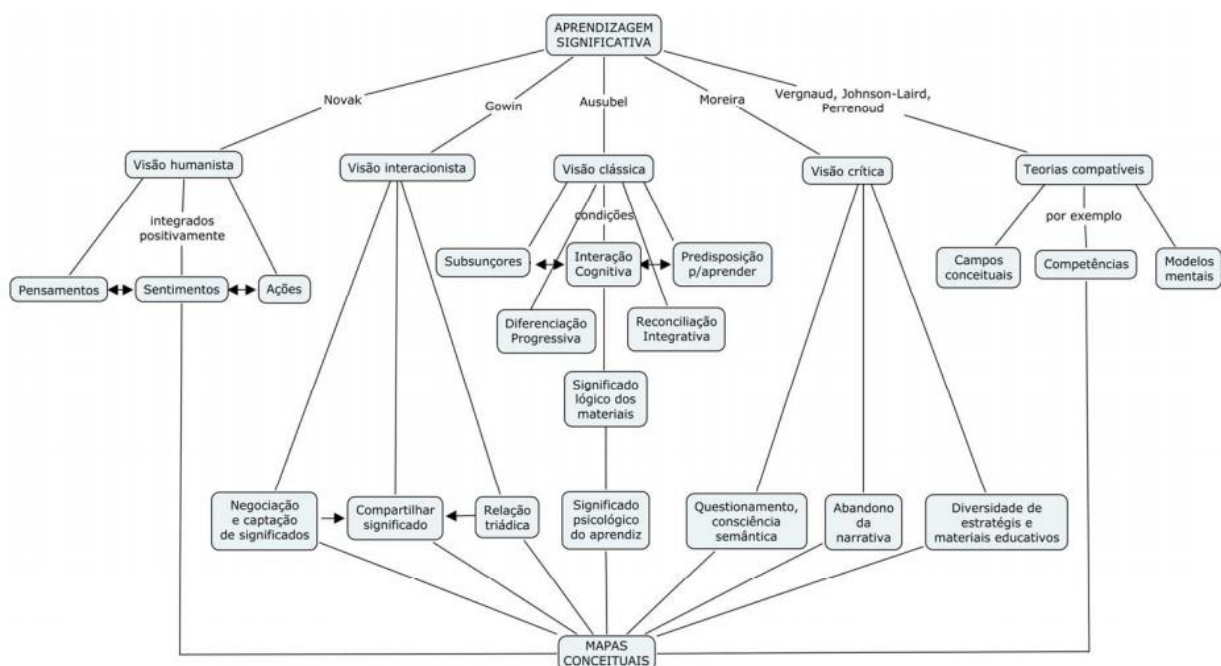 APRENDIZAGEM
SIGNIFICATIVA
Novak
Gowin
Ausubel
Moreira
Vergnaud, Johnson-Laird,
Perrenoud
Visão humanista
Visão interacionista
Visão clássica
Visão crítica
Teorias compatíveis
integrados
positivamente
condições
por exemplo
Pensamentos
Sentimentos
Ações
Subsunçores
Interação
Cognitiva
Predisposição
p/aprender
Campos
conceituais
Competências
Modelos
mentais
Diferenciação
Progressiva
Reconciliação
Integrativa
Significado
lógico dos
materiais
Negociação
e captação
de significados
Compartilhar
significado
Relação
triádica
Significado
psicológico
do aprendiz
Questionamento,
consciência
semântica
Abandono
da
narrativa
Diversidade de
estratégis e
materiais educativos
MAPAS
CONCEITUAIS